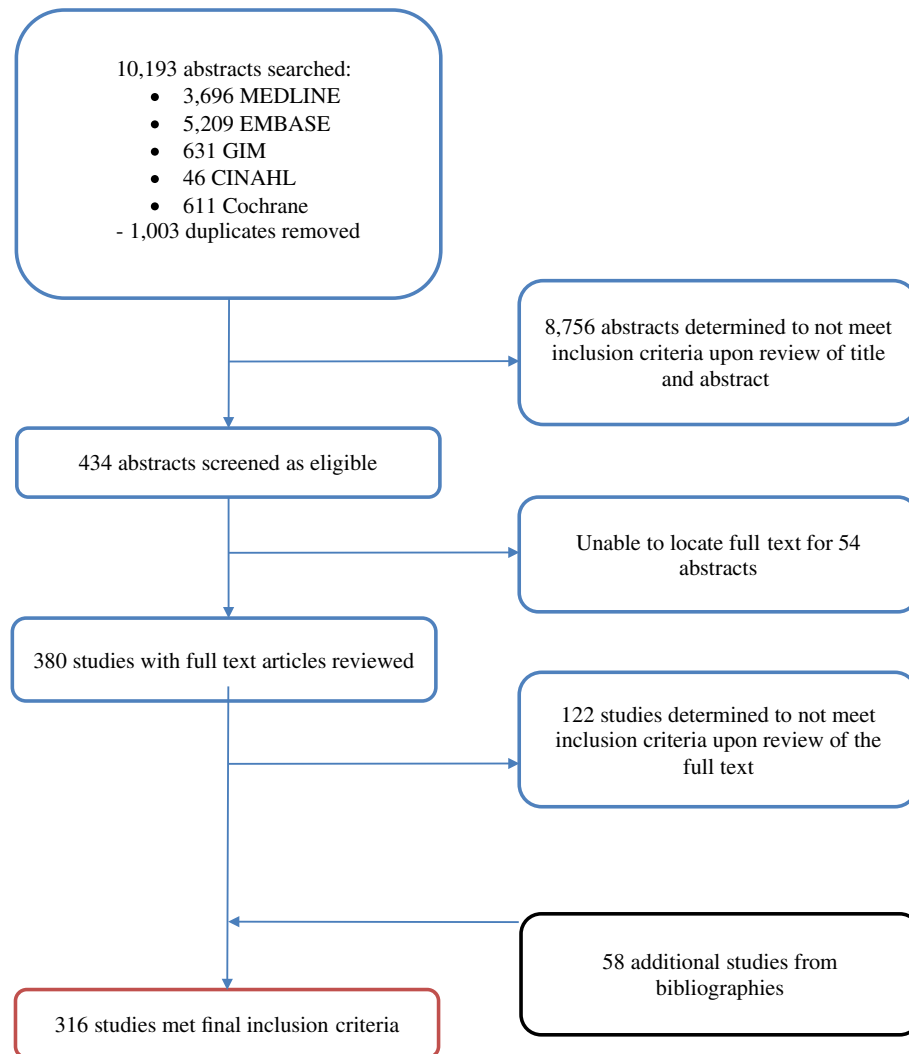 10,193 abstracts searched:
• 3,696 MEDLINE
• 5,209 EMBASE
• 631 GIM
• 46 CINAHL
• 611 Cochrane
- 1,003 duplicates removed
8,756 abstracts determined to not meet
inclusion criteria upon review of title
and abstract
434 abstracts screened as eligible
Unable to locate full text for 54
abstracts
380 studies with full text articles reviewed
122 studies determined to not meet
inclusion criteria upon review of the
full text
58 additional studies from
bibliographies
316 studies met final inclusion criteria